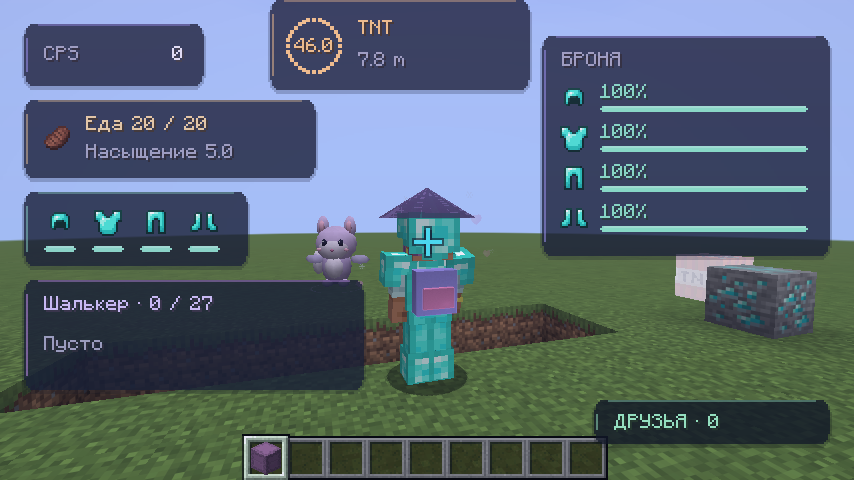 CPS 0
46.0 TNT
7.8 m
Еда 20 / 20
Насыщение 5.0
БРОНЯ
100%
100%
100%
100%
Шалькер · 0 / 27
Пусто
TN
ДРУЗЬЯ · 0